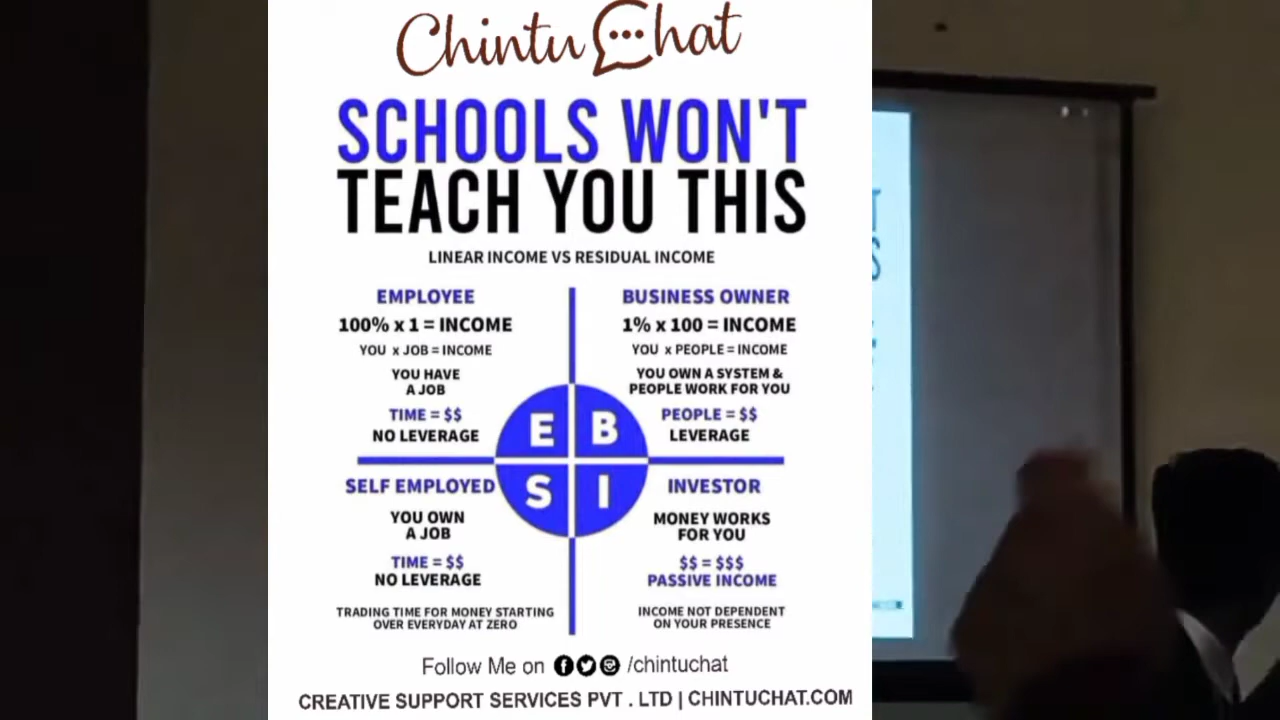 Chintu Chat
SCHOOLS WON'T
TEACH YOU THIS
LINEAR INCOME VS RESIDUAL INCOME
EMPLOYEE
100% x 1 = INCOME
YOU x JOB = INCOME
YOU HAVE
A JOB
TIME = $$
NO LEVERAGE
BUSINESS OWNER
1% x 100 = INCOME
YOU x PEOPLE = INCOME
YOU OWN A SYSTEM &
PEOPLE WORK FOR YOU
PEOPLE = $$
LEVERAGE
E B
S I
SELF EMPLOYED
YOU OWN
A JOB
TIME = $$
NO LEVERAGE
TRADING TIME FOR MONEY STARTING
OVER EVERYDAY AT ZERO
INVESTOR
MONEY WORKS
FOR YOU
$$ = $$$
PASSIVE INCOME
INCOME NOT DEPENDENT
ON YOUR PRESENCE
Follow Me on /chintuchat
CREATIVE SUPPORT SERVICES PVT . LTD | CHINTUCHAT.COM